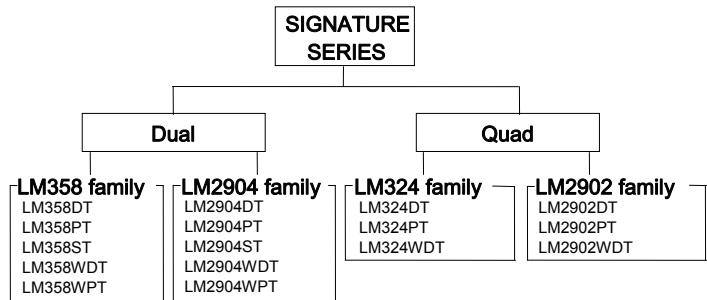 SIGNATURE
SERIES
Dual
Quad
LM358 family
LM358DT
LM358PT
LM358ST
LM358WDT
LM358WPT
LM2904 family
LM2904DT
LM2904PT
LM2904ST
LM2904WDT
LM2904WPT
LM324 family
LM324DT
LM324PT
LM324WDT
LM2902 family
LM2902DT
LM2902PT
LM2902WDT